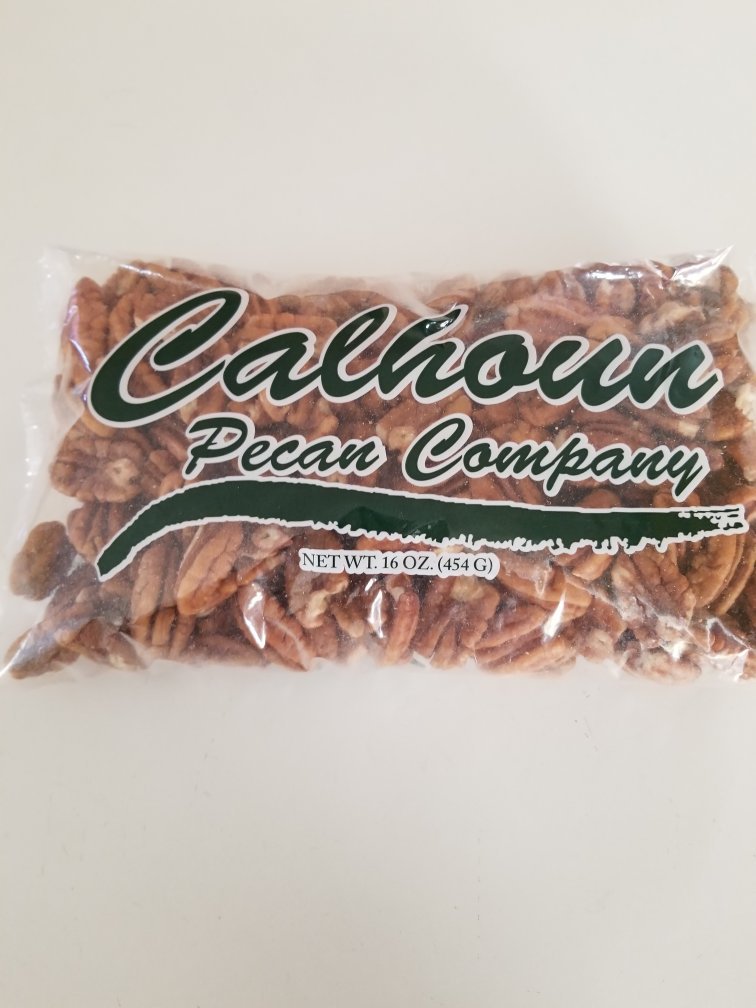 Calhoun
Pecan Company
NET WT. 16 OZ. (454 G)